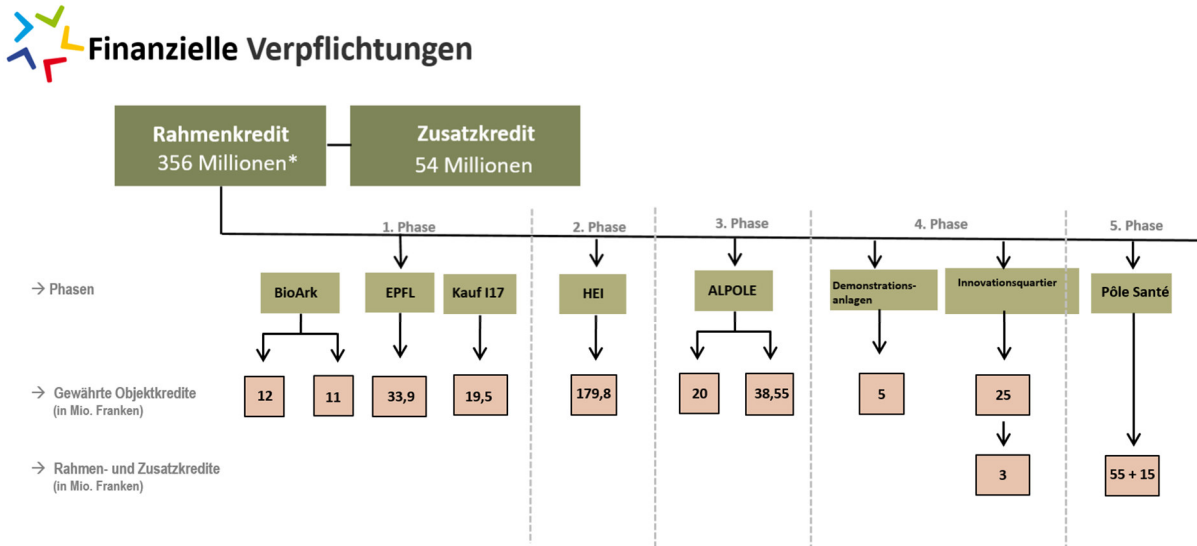 Finanzielle Verpflichtungen
Rahmenkredit
356 Millionen*
Zusatzkredit
54 Millionen
1. Phase
2. Phase
3. Phase
4. Phase
5. Phase
→ Phasen
BioArk
EPFL
Kauf I17
HEI
ALPOLE
Demonstrations-
anlagen
Innovationsquartier
Pôle Santé
→ Gewährte Objektkredite
(in Mio. Franken)
12
11
33,9
19,5
179,8
20
38,55
5
25
→ Rahmen- und Zusatzkredite
(in Mio. Franken)
3
55 + 15